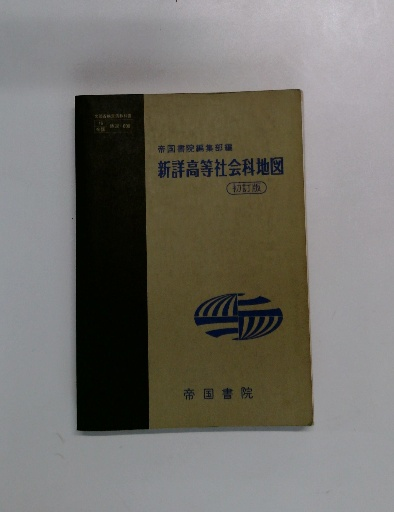 帝国書院編集部編
新詳高等社会科地図
初訂版
帝国書院